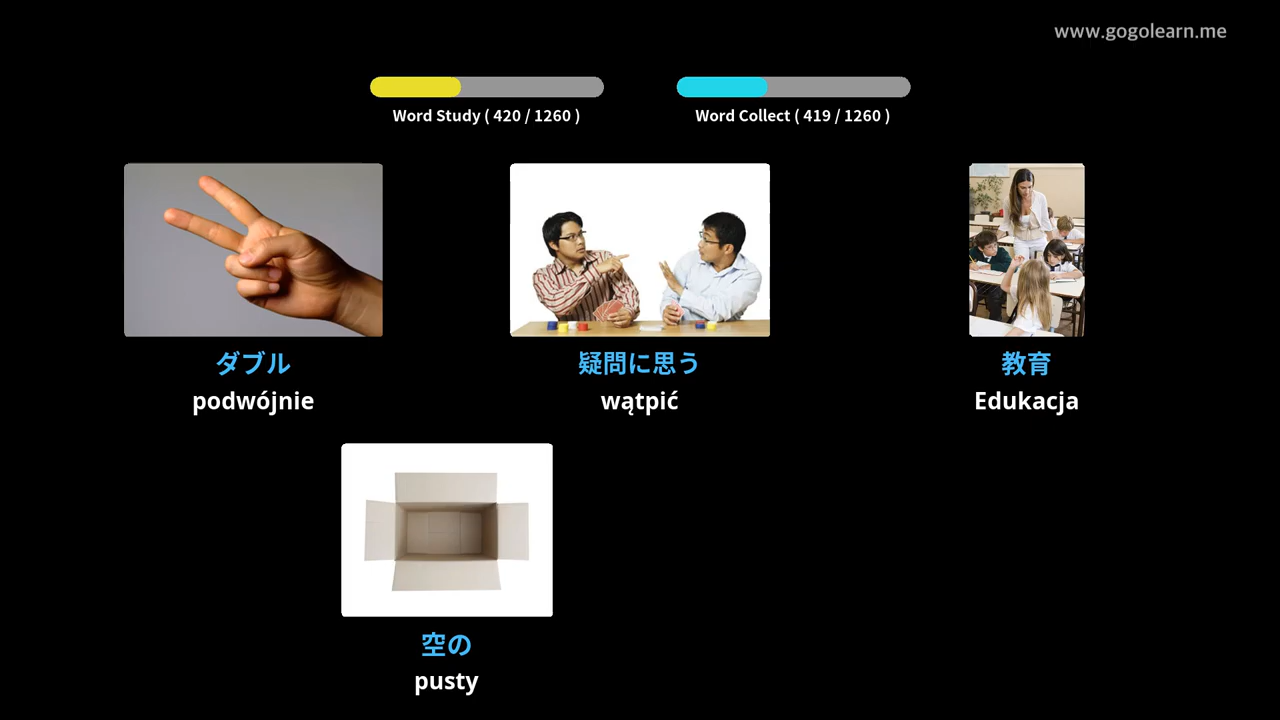 www.gogolearn.me
Word Study ( 420 / 1260 )
Word Collect ( 419 / 1260 )
ダブル
podwójnie
疑問に思う
wątpić
教育
Edukacja
空の
pusty